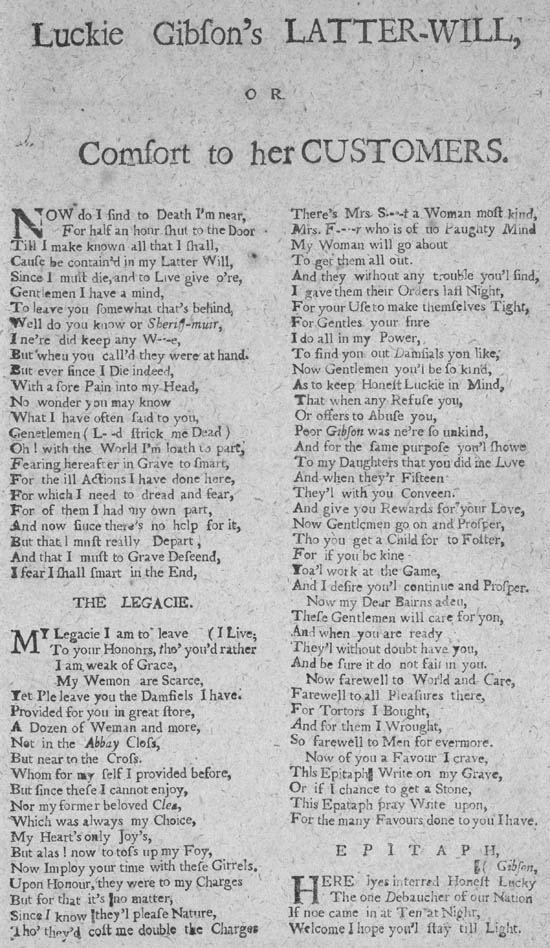 Luckie Gibſon's LATTER-WILL,
OR
Comfort to her CUSTOMERS.
NOW do I find to Death I'm near,
For half an honr ſhut to the Door
Till I make known all that I ſhall,
Cauſe be contain'd in my Latter Will,
Since I muſt die, and to Live give o're,
Gentlemen I have a mind,
To leave you ſomewhat that's behind,
Well do you know or Sheriff-muir,
I ne're did keep any W---e,
But when you call'd they were at hand.
But ever ſince I Die indeed,
With a ſore Pain into my Head,
No wonder you may know
What I have often ſaid to you,
Genetlemen (L--d ſtrick me Dead)
Oh! with the World I'm loath to part,
Fearing hereafter in Grave to ſmart,
For the ill Actions I have done here,
For which I need to dread and fear,
For of them I had my own part,
And now ſiuce there's no help for it,
But that I mnſt really Depart,
And that I muſt to Grave Deſcend,
I fear I ſhall ſmart in the End,
THE LEGACIE.
MY Legacie I am to leave (I Live;
To your Hononrs, tho' you'd rather
I am weak of Grace,
My Wemon are Scarce,
Yet I'le leave you the Damſiels I have.
Provided for you in great ſtore,
A Dozen of Weman and more,
Not in the Abbay Cloſs,
But near to the Croſs.
Whom for my ſelf I provided before,
But ſince theſe I cannot enjoy,
Nor my former beloved Clea,
Which was always my Choice,
My Heart's only Joy's,
But alas! now to toſs up my Foy,
Now Imploy your time with theſe Girrels,
Upon Honour, they were to my Charges
But for that it's no matter,
Since I know they'l pleaſe Nature,
Tho' they'd coſt me double the Charges
There's Mrs. S---t a Woman moſt kind,
Mrs. F----r who is of no Paughty Mind
My Woman will go about
To get them all out.
And they without any trouble you'l find,
I gave them their Orders laſt Night,
For your Uſe to make themſelves Tight,
For Gentles your ſnre
I do all in my Power,
To find you out Damſials yon like,
Now Gentlemen you'l be ſo kind,
As to keep Honeſt Luckie in Mind,
That when any Refuſe you,
Or offers to Abuſe you,
Poor Gibſon was ne're ſo unkind,
And for the ſame purpoſe yon'l ſhowe
To my Daughters that you did me Love
And when they'r Fifteen
They'l with you Conveen.
And give you Rewards for your Love,
Now Gentlemen go on and Proſper,
Tho you get a Child for to Foſter,
For if you be kine
Yoa'l work at the Game,
And I deſire you'l continue and Proſper.
Now my Dear Bairns adeu,
Theſe Gentlemen will care for yon,
And when you are ready
They'l without doubt have you,
And be ſure it do not fail in you.
Now farewell to World and Care,
Farewell to all Pleaſures there,
For Tortors I Bought,
And for them I Wrought,
So farewell to Men for evermore.
Now of you a Favour I crave,
This Epitaph Write on my Grave,
Or if I chance to get a Stone,
This Epataph pray Write upon,
For the many Favours done to you I have.
EPITAPH,
( Gibſon,
HERE lyes interred Honeſt Lucky
The one Debaucher of our Nation
If noe came in at Ten at Night,
Welcome I hope you'l ſtay till Light.